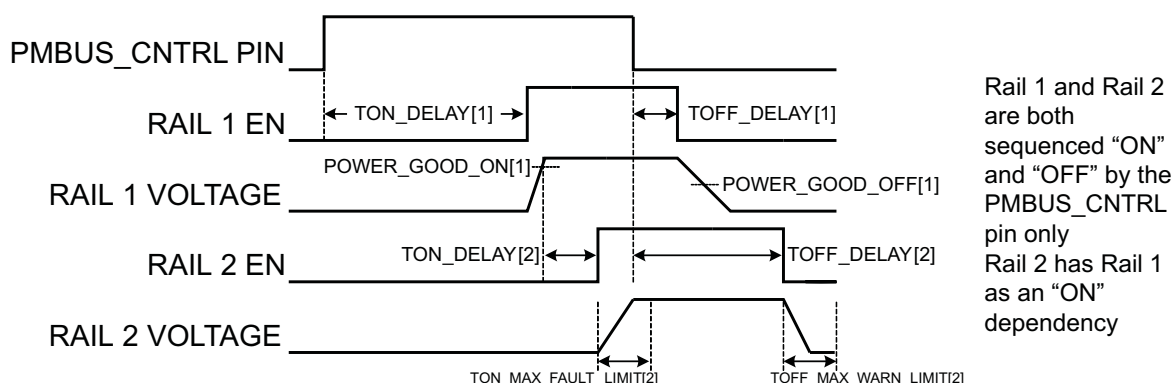 PMBUS_CNTRL PIN
RAIL 1 EN
TON_DELAY[1]
TOFF_DELAY[1]
POWER_GOOD_ON[1]
RAIL 1 VOLTAGE
POWER_GOOD_OFF[1]
RAIL 2 EN
TON_DELAY[2]
TOFF_DELAY[2]
RAIL 2 VOLTAGE
TON_MAX_FAULT_LIMIT[2]
TOFF_MAX_WARN_LIMIT[2]
Rail 1 and Rail 2
are both
sequenced “ON”
and “OFF” by the
PMBUS_CNTRL
pin only
Rail 2 has Rail 1
as an “ON”
dependency